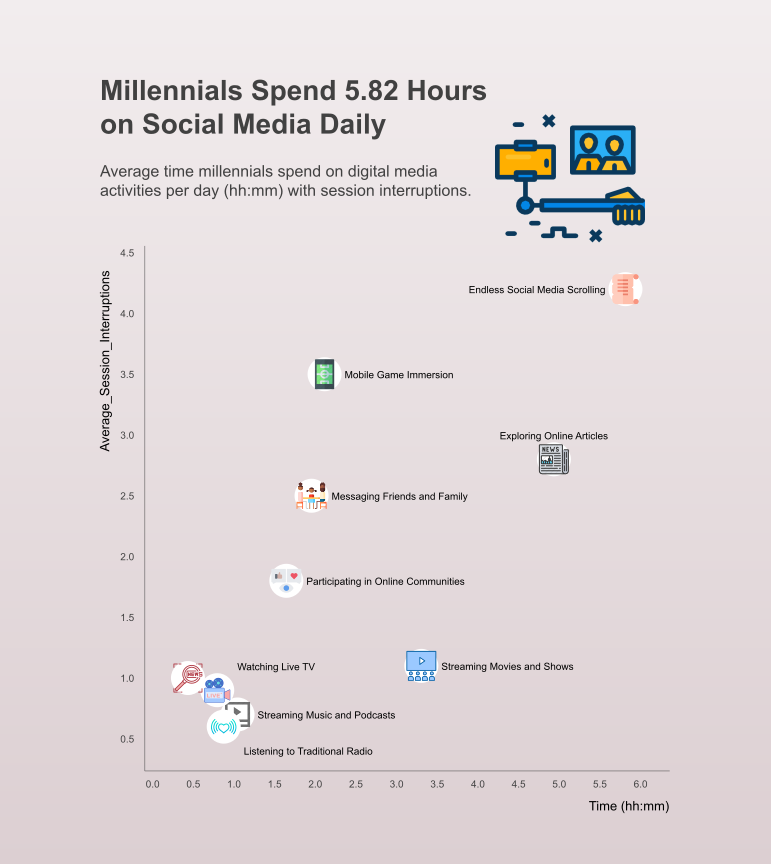 Millennials Spend 5.82 Hours
on Social Media Daily
Average time millennials spend on digital media
activities per day (hh:mm) with session interruptions.
4.5
4.0
3.5
3.0
2.5
2.0
1.5
1.0
0.5
Average_Session_Interruptions
Endless Social Media Scrolling
Mobile Game Immersion
Exploring Online Articles
NEWS
Messaging Friends and Family
Participating in Online Communities
Watching Live TV
NEWS
LIVE
Streaming Movies and Shows
Streaming Music and Podcasts
Listening to Traditional Radio
0.0 0.5 1.0 1.5 2.0 2.5 3.0 3.5 4.0 4.5 5.0 5.5 6.0
Time (hh:mm)